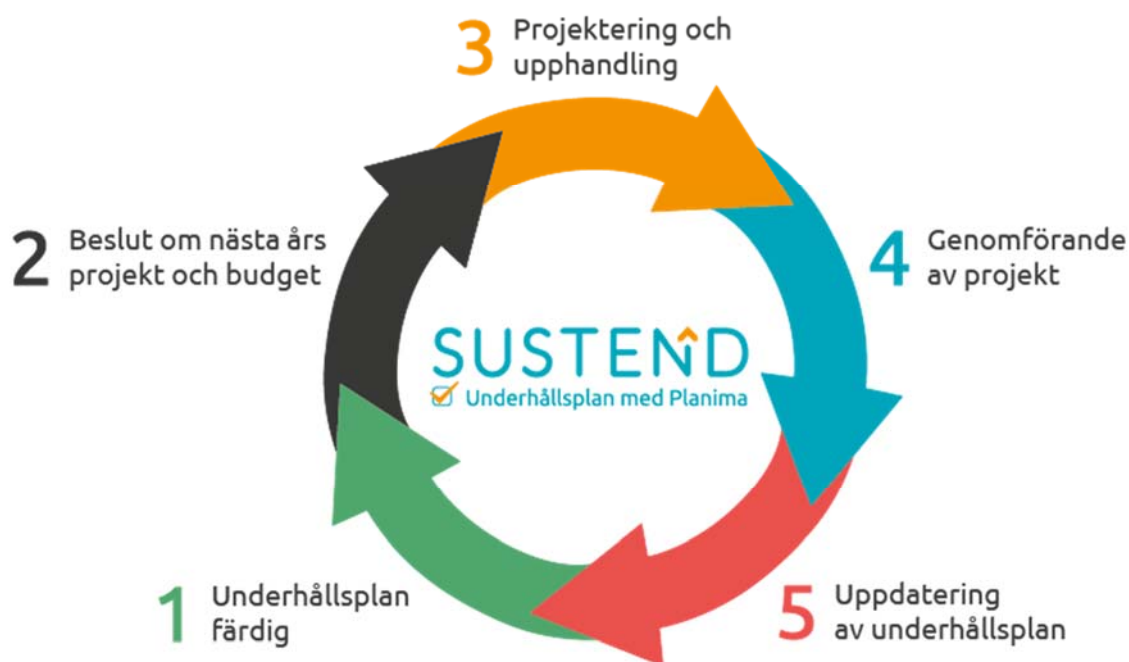 3 Projektering och
upphandling
2 Beslut om nästa års
projekt och budget
4 Genomförande
av projekt
SUSTEND
Underhållsplan med Planima
1 Underhållsplan
färdig
5 Uppdatering
av underhållsplan